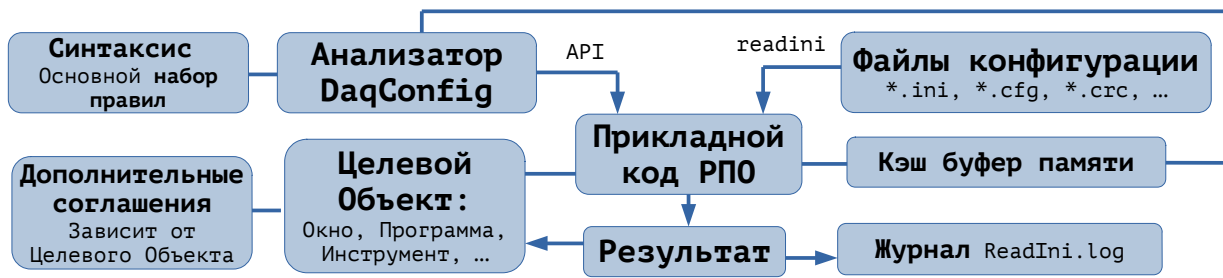 Синтаксис
Основной набор
правил
Анализатор
DaqConfig
API
readini
Файлы конфигурации
*.ini, *.cfg, *.crc, …
Прикладной
код РПО
Кэш буфер памяти
Дополнительные
соглашения
Зависит от
Целевого Объекта
Целевой
Объект:
Окно, Программа,
Инструмент, …
Результат
Журнал ReadIni.log